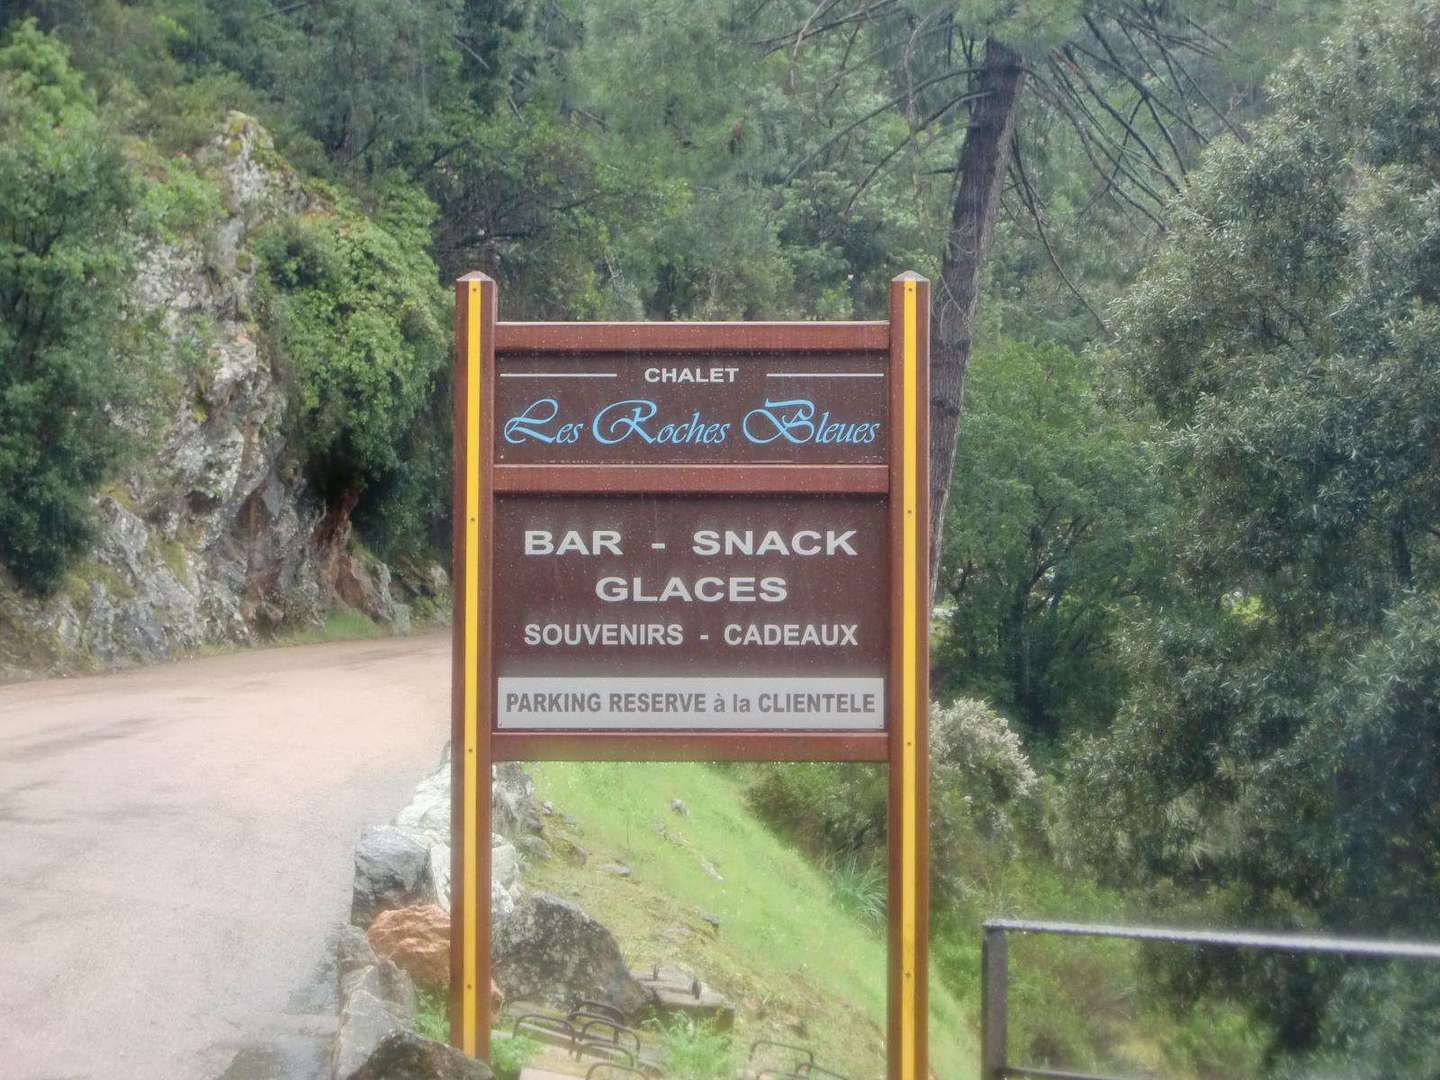 CHALET
Les Roches Bleues
BAR - SNACK
GLACES
SOUVENIRS - CADEAUX
PARKING RESERVE à la CLIENTELE